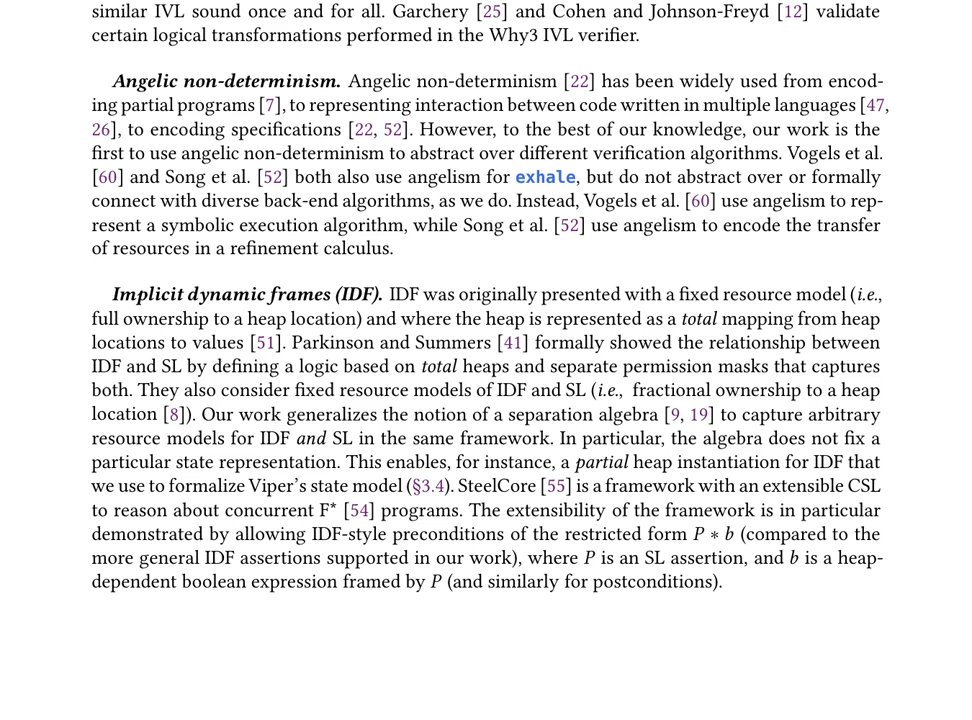 similar IVL sound once and for all. Garchery [25] and Cohen and Johnson-Freyd [12] validate
certain logical transformations performed in the Why3 IVL verifier.
Angelic non-determinism. Angelic non-determinism [22] has been widely used from encod-
ing partial programs [7], to representing interaction between code written in multiple languages [47,
26], to encoding specifications [22, 52]. However, to the best of our knowledge, our work is the
first to use angelic non-determinism to abstract over different verification algorithms. Vogels et al.
[60] and Song et al. [52] both also use angelism for exhale, but do not abstract over or formally
connect with diverse back-end algorithms, as we do. Instead, Vogels et al. [60] use angelism to rep-
resent a symbolic execution algorithm, while Song et al. [52] use angelism to encode the transfer
of resources in a refinement calculus.
Implicit dynamic frames (IDF). IDF was originally presented with a fixed resource model (i.e.,
full ownership to a heap location) and where the heap is represented as a total mapping from heap
locations to values [51]. Parkinson and Summers [41] formally showed the relationship between
IDF and SL by defining a logic based on total heaps and separate permission masks that captures
both. They also consider fixed resource models of IDF and SL (i.e., fractional ownership to a heap
location [8]). Our work generalizes the notion of a separation algebra [9, 19] to capture arbitrary
resource models for IDF and SL in the same framework. In particular, the algebra does not fix a
particular state representation. This enables, for instance, a partial heap instantiation for IDF that
we use to formalize Viper's state model (§3.4). SteelCore [55] is a framework with an extensible CSL
to reason about concurrent F* [54] programs. The extensibility of the framework is in particular
demonstrated by allowing IDF-style preconditions of the restricted form P ∗ b (compared to the
more general IDF assertions supported in our work), where P is an SL assertion, and b is a heap-
dependent boolean expression framed by P (and similarly for postconditions).